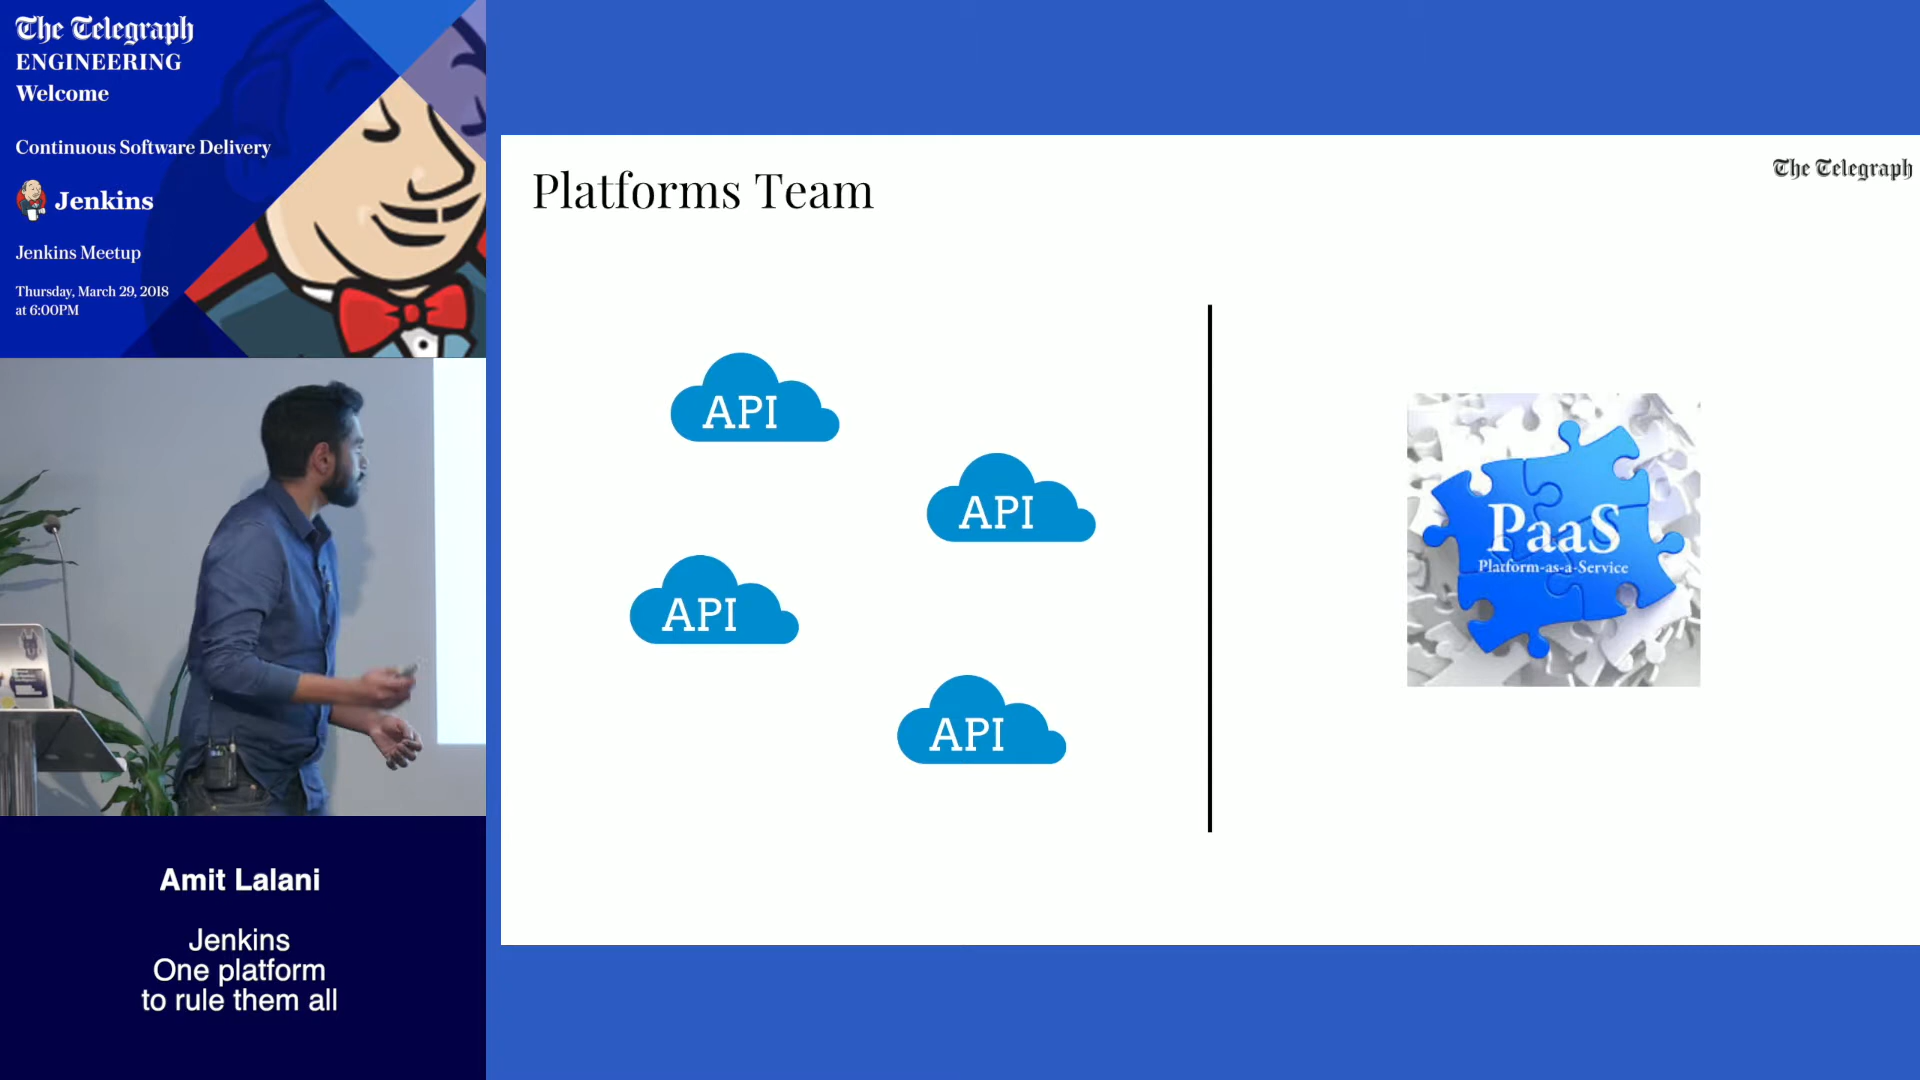 The Telegraph
ENGINEERING
Welcome
Continuous Software Delivery
Jenkins
Jenkins Meetup
Thursday, March 29, 2018
at 6:00PM
Amit Lalani
Jenkins
One platform
to rule them all
Platforms Team
The Telegraph
API
API
API
API
PaaS
Platform-as-a-Service